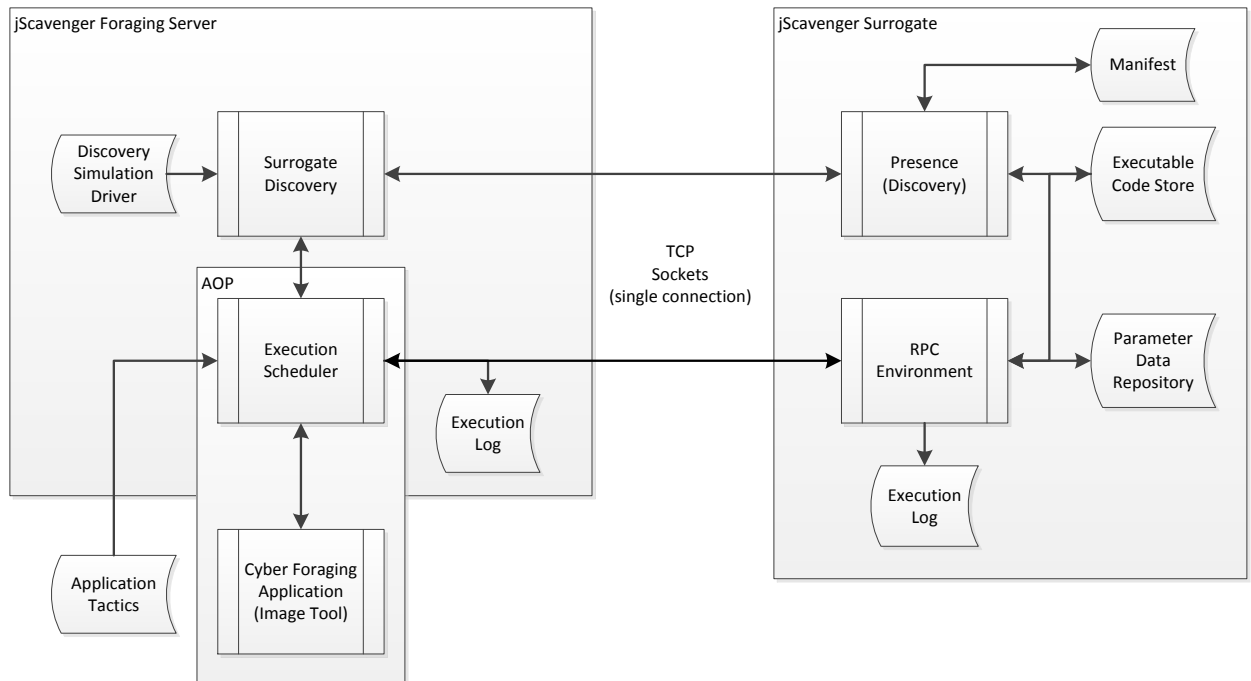 jScavenger Foraging Server
jScavenger Surrogate
Manifest
Discovery
Simulation
Driver
Surrogate
Discovery
Presence
(Discovery)
Executable
Code Store
TCP
Sockets
(single connection)
AOP
Execution
Scheduler
RPC
Environment
Parameter
Data
Repository
Execution
Log
Execution
Log
Application
Tactics
Cyber Foraging
Application
(Image Tool)